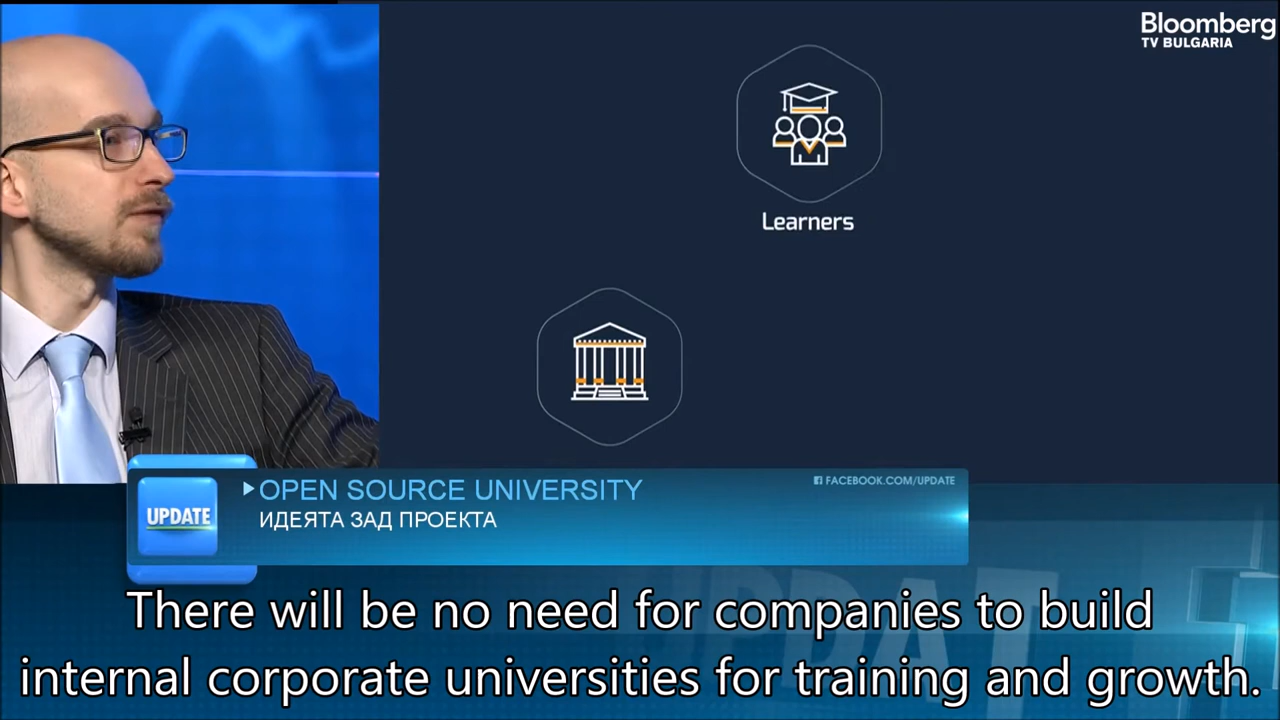 Bloomberg
TV BULGARIA
Learners
OPEN SOURCE UNIVERSITY
FACEBOOK.COM/UPDATE
UPDATE
ИДЕЯТА ЗАД ПРОЕКТА
UPDAT
There will be no need for companies to build
internal corporate universities for training and growth.